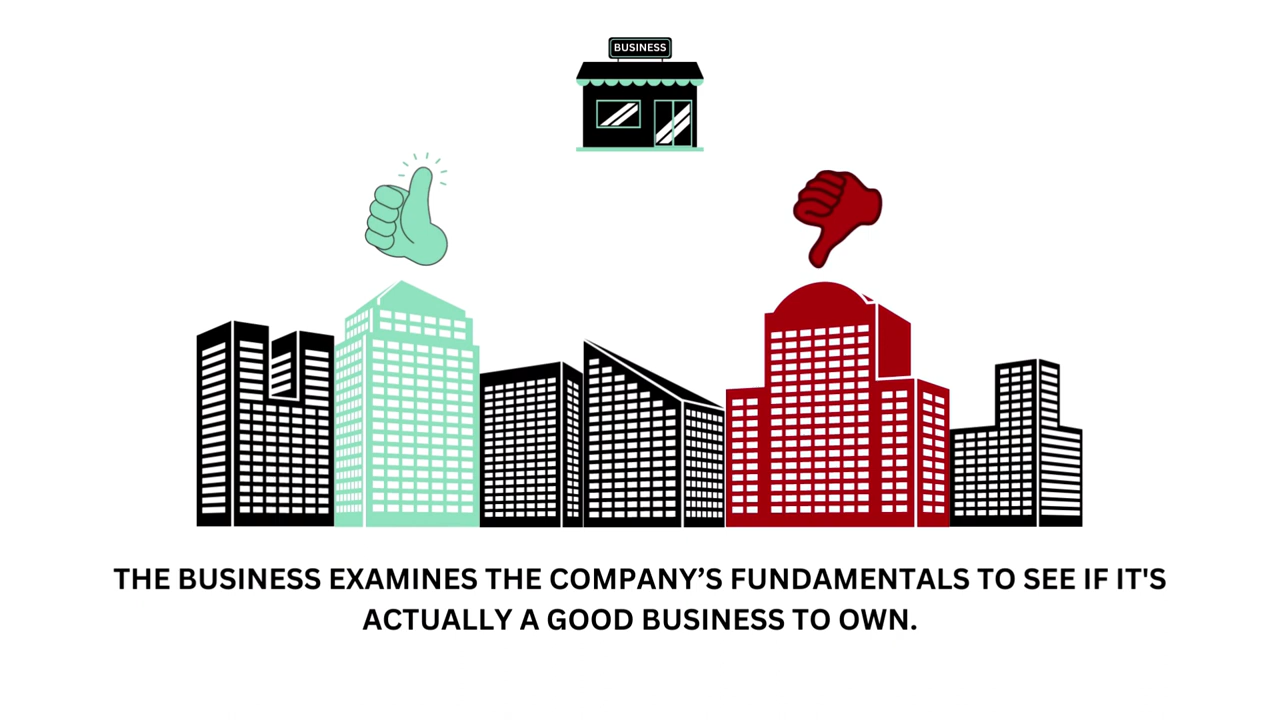 BUSINESS
THE BUSINESS EXAMINES THE COMPANY’S FUNDAMENTALS TO SEE IF IT'S
ACTUALLY A GOOD BUSINESS TO OWN.